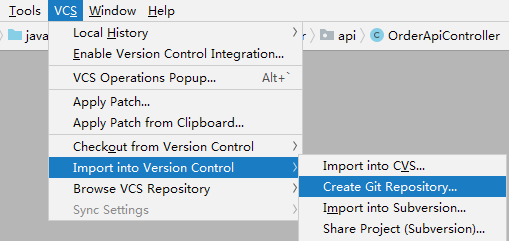 Tools VCS Window Help
java r api OrderApiController
Local History
Enable Version Control Integration...
VCS Operations Popup... Alt+`
Apply Patch...
Apply Patch from Clipboard...
Checkout from Version Control
Import into Version Control
Import into CVS...
Browse VCS Repository
Create Git Repository...
Sync Settings
Import into Subversion...
Share Project (Subversion)...